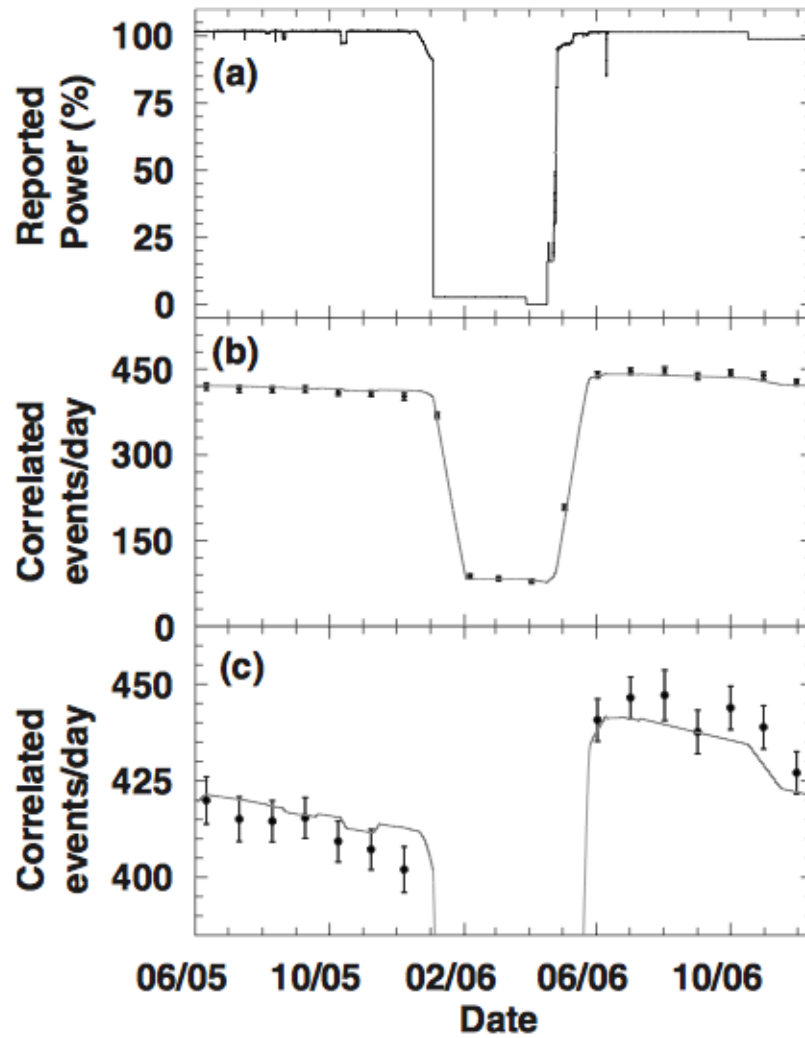 Reported
Power (%)
100
75
50
25
0
(a)
Correlated
events/day
450
300
150
0
(b)
Correlated
events/day
450
425
400
(c)
06/05 10/05 02/06 06/06 10/06
Date